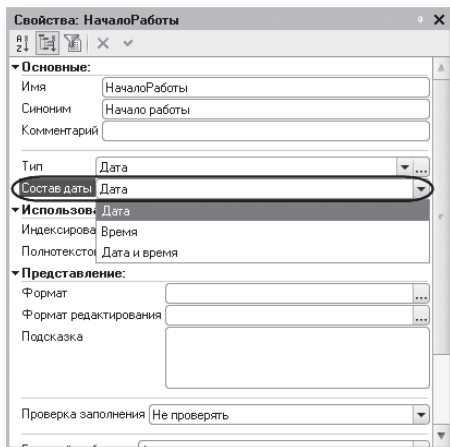 Свойства: НачалоРаботы
Основные:
Имя НачалоРаботы
Синоним Начало работы
Комментарий
Тип Дата ...
Состав даты Дата
Использова Дата
Индексирова Время
Полнотексто Дата и время
Представление:
Формат ...
Формат редактирования ...
Подсказка
Проверка заполнения Не проверять